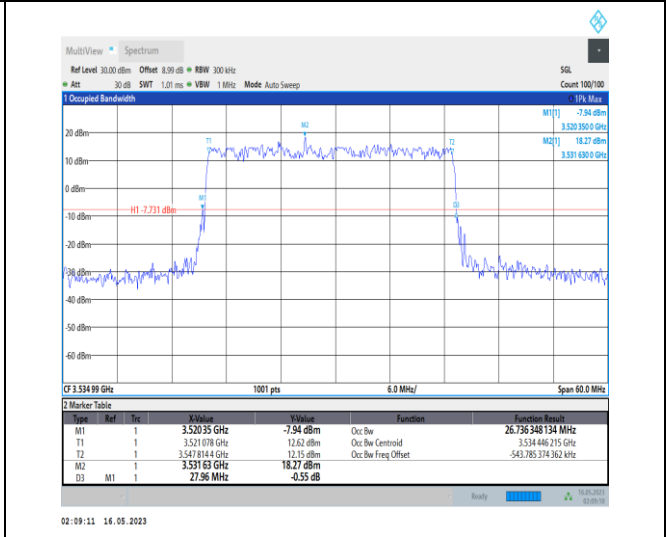 MultiView Spectrum
Ref Level 30.00 dBm Offset 8.99 dB RBW 300 kHz SGL
Att 30 dB SWT 1.01 ms VBW 1 MHz Mode Auto Sweep Count 100/100
1 Occupied Bandwidth 1Pk Max
M1[1] -7.94 dBm
3.520 350 0 GHz
M2[1] 18.27 dBm
3.531 630 0 GHz
M2
20 dBm
T1 T2
10 dBm
0 dBm
M1
D3
H1 -7.731 dBm
-10 dBm
-20 dBm
-30 dBm
-40 dBm
-50 dBm
-60 dBm
CF 3.534 99 GHz 1001 pts 6.0 MHz/ Span 60.0 MHz
2 Marker Table
Type Ref Trc X-Value Y-Value Function Function Result
M1 1 3.520 35 GHz -7.94 dBm Occ Bw 26.736 348 134 MHz
T1 1 3.521 078 GHz 12.62 dBm Occ Bw Centroid 3.534 446 215 GHz
T2 1 3.547 814 4 GHz 12.15 dBm Occ Bw Freq Offset -543.785 374 362 kHz
M2 1 3.531 63 GHz 18.27 dBm
D3 M1 1 27.96 MHz -0.55 dB
Ready 16.05.2023
02:09:10
02:09:11 16.05.2023